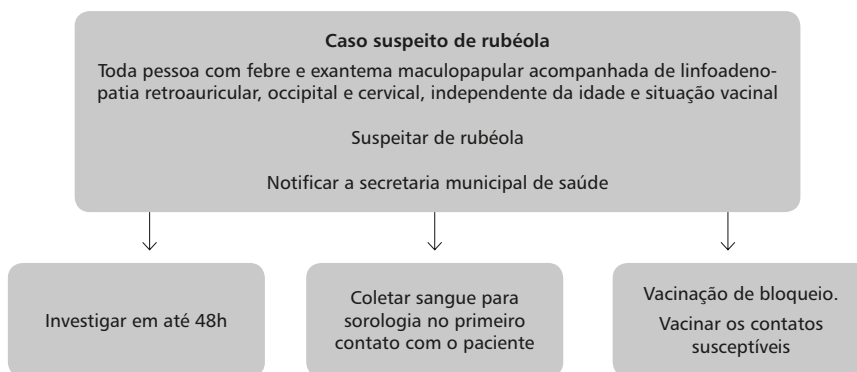 Caso suspeito de rubéola
Toda pessoa com febre e exantema maculopapular acompanhada de linfoadeno-
patia retroauricular, occipital e cervical, independente da idade e situação vacinal
Suspeitar de rubéola
Notificar a secretaria municipal de saúde
Investigar em até 48h
Coletar sangue para
sorologia no primeiro
contato com o paciente
Vacinação de bloqueio.
Vacinar os contatos
susceptíveis